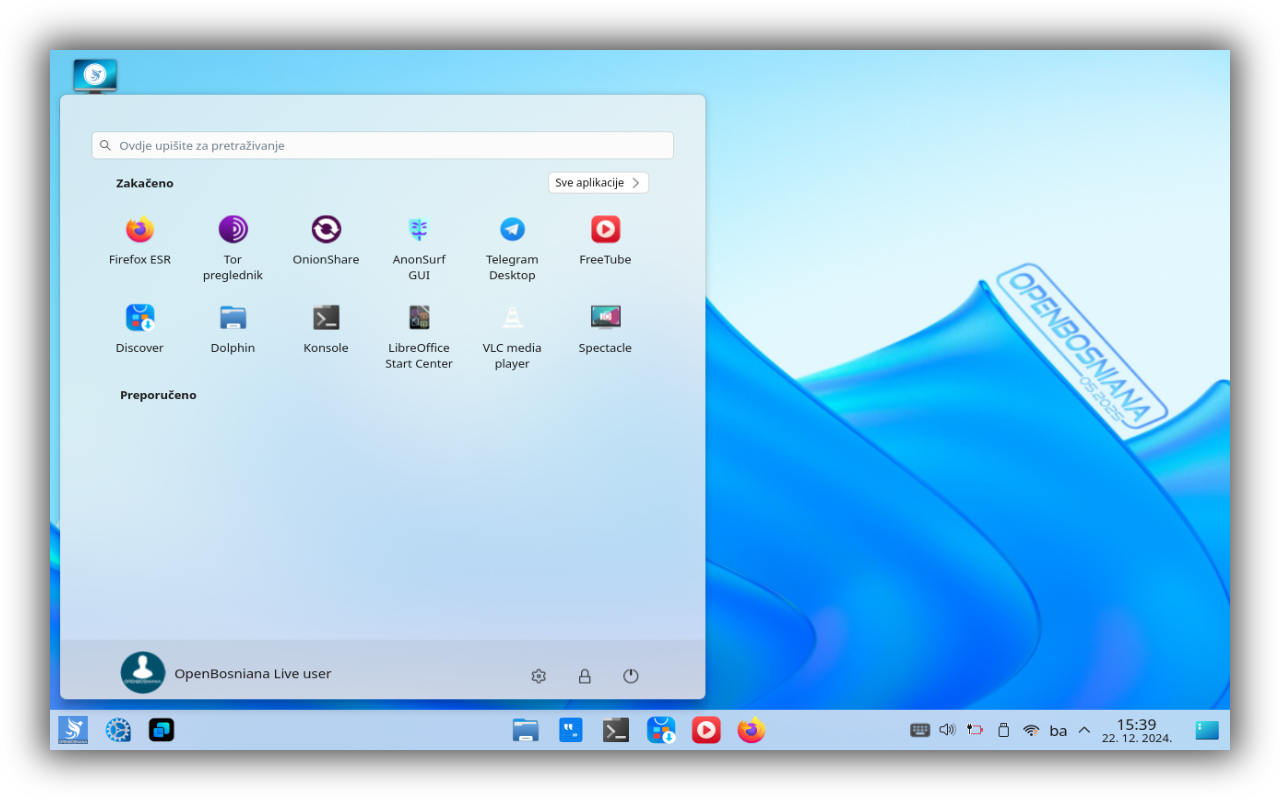 Ovdje upišite za pretraživanje
Zakačeno
Sve aplikacije
Firefox ESR
Tor
preglednik
OnionShare
AnonSurf
GUI
Telegram
Desktop
FreeTube
Discover
Dolphin
Konsole
LibreOffice
Start Center
VLC media
player
Spectacle
Preporučeno
OPENBOSNIANA
05.2025
OpenBosniana Live user
ba
15:39
22. 12. 2024.